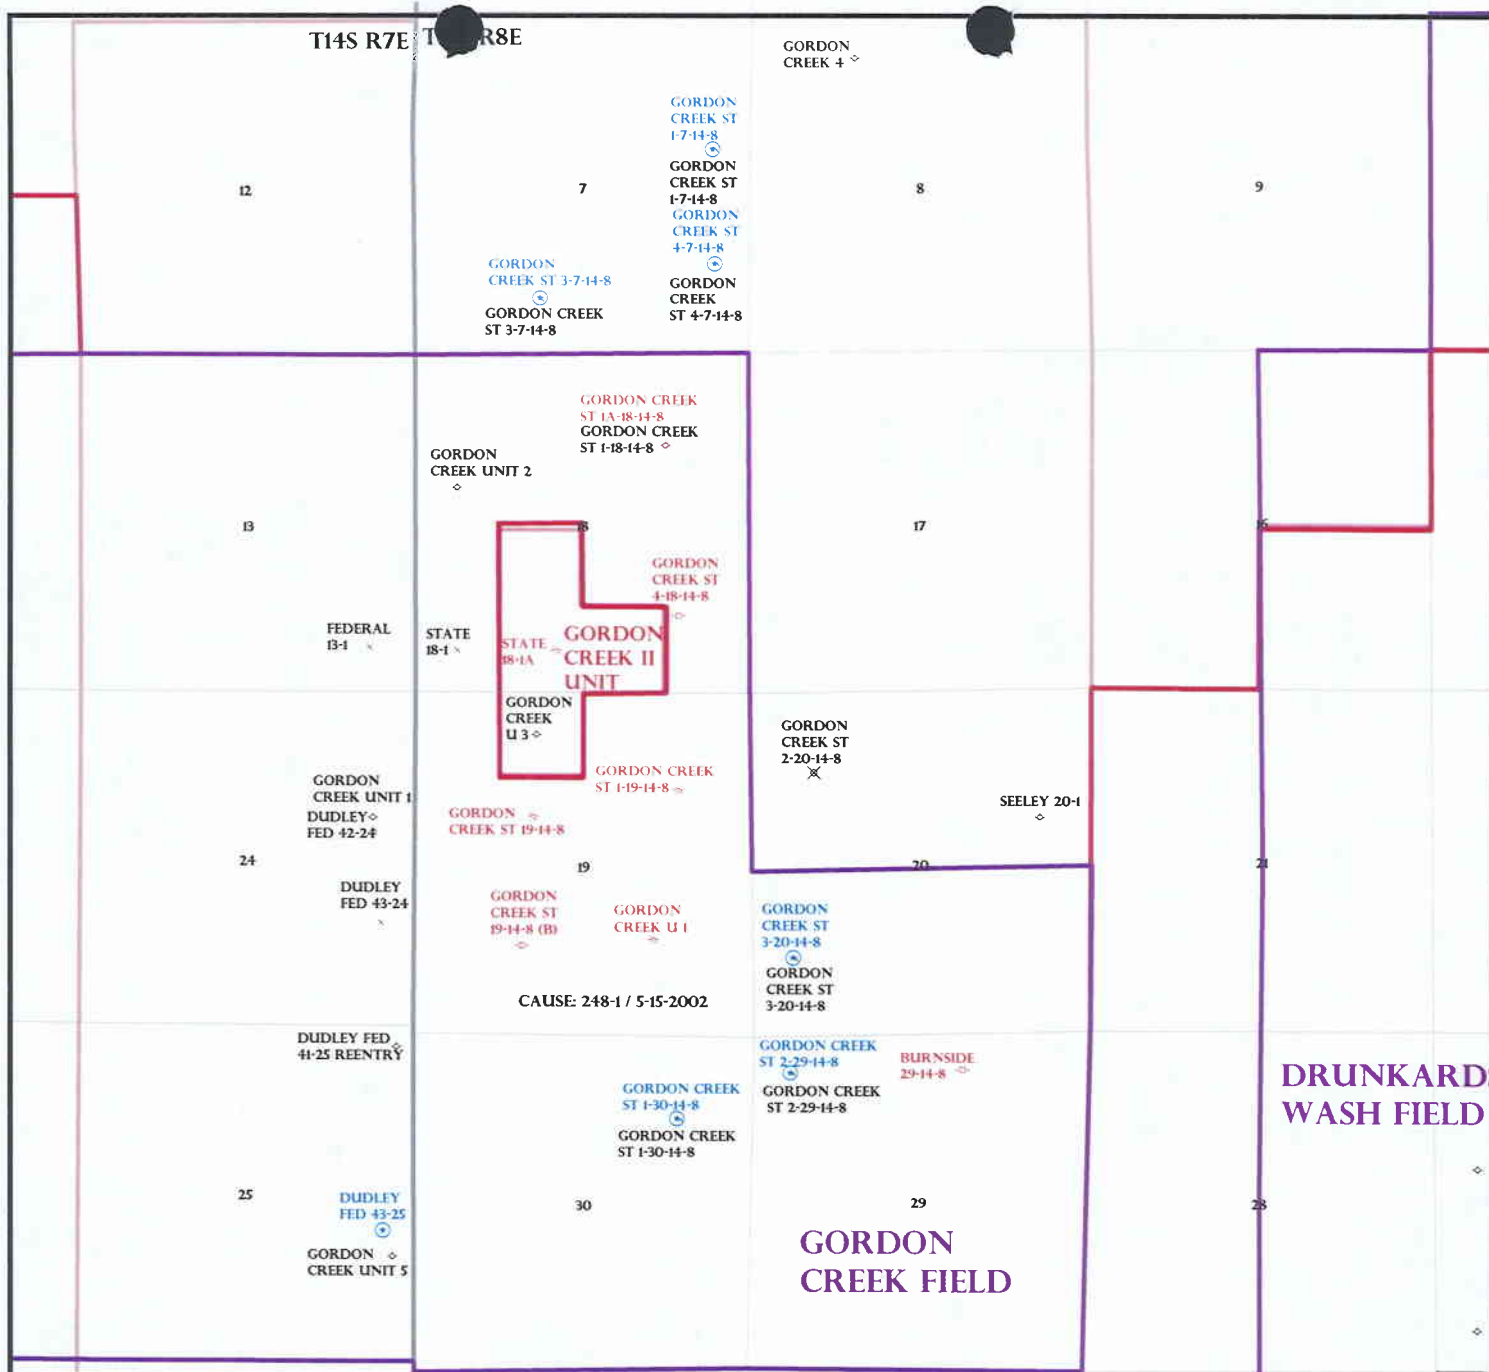 T14S R7E
R8E
GORDON
CREEK 4
GORDON
CREEK ST
1-7-14-8
GORDON
CREEK ST
1-7-14-8
12
7
8
9
GORDON
CREEK ST
4-7-14-8
GORDON
CREEK
ST 4-7-14-8
GORDON
CREEK ST 3-7-14-8
GORDON CREEK
ST 3-7-14-8
GORDON CREEK
ST 1A-18-14-8
GORDON CREEK
ST 1-18-14-8
GORDON
CREEK UNIT 2
13
18
17
16
GORDON
CREEK ST
4-18-14-8
FEDERAL
13-1
STATE
18-1
STATE
18-1A
GORDON
CREEK II
UNIT
GORDON
CREEK
U 3
GORDON
CREEK ST
2-20-14-8
GORDON CREEK
ST 1-19-14-8
SEELEY 20-1
GORDON
CREEK UNIT 1
DUDLEY
FED 42-24
GORDON
CREEK ST 19-14-8
24
19
20
21
DUDLEY
FED 43-24
GORDON
CREEK ST
19-14-8 (B)
GORDON
CREEK U 1
GORDON
CREEK ST
3-20-14-8
GORDON
CREEK ST
3-20-14-8
CAUSE: 248-1 / 5-15-2002
DUDLEY FED
41-25 REENTRY
GORDON CREEK
ST 2-29-14-8
GORDON CREEK
ST 2-29-14-8
BURNSIDE
29-14-8
DRUNKARDS
WASH FIELD
GORDON CREEK
ST 1-30-14-8
GORDON CREEK
ST 1-30-14-8
25
30
29
28
DUDLEY
FED 43-25
GORDON
CREEK UNIT 5
GORDON
CREEK FIELD